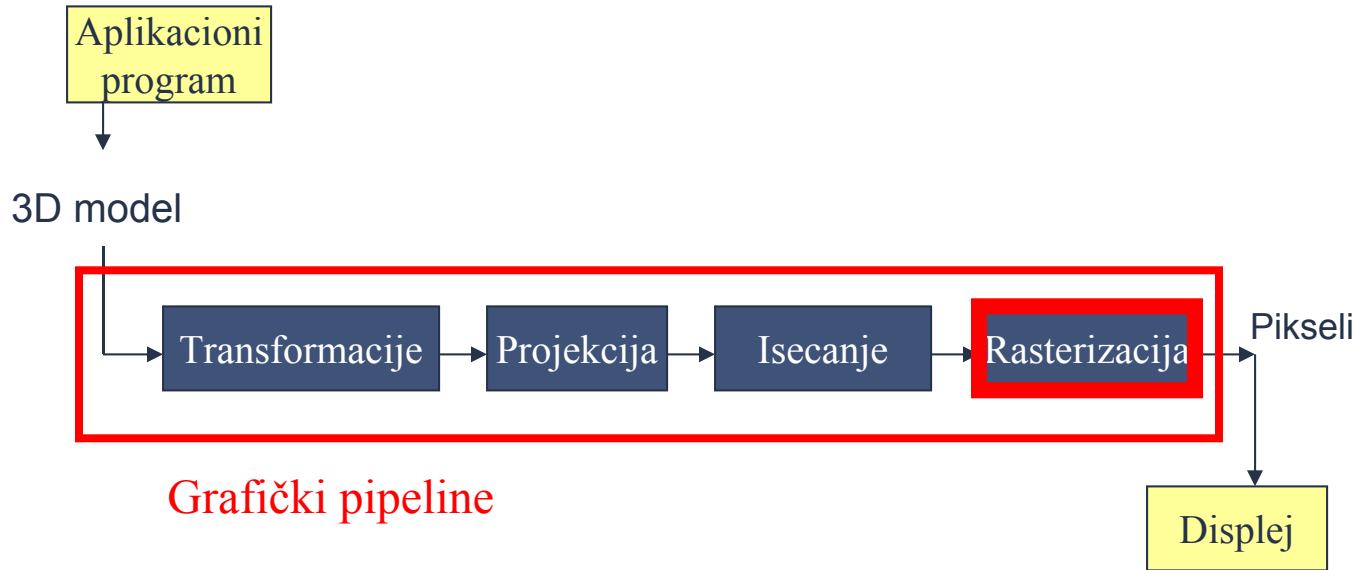 Aplikacioni
program
3D model
Transformacije
Projekcija
Isecanje
Rasterizacija
Pikseli
Grafički pipeline
Displej